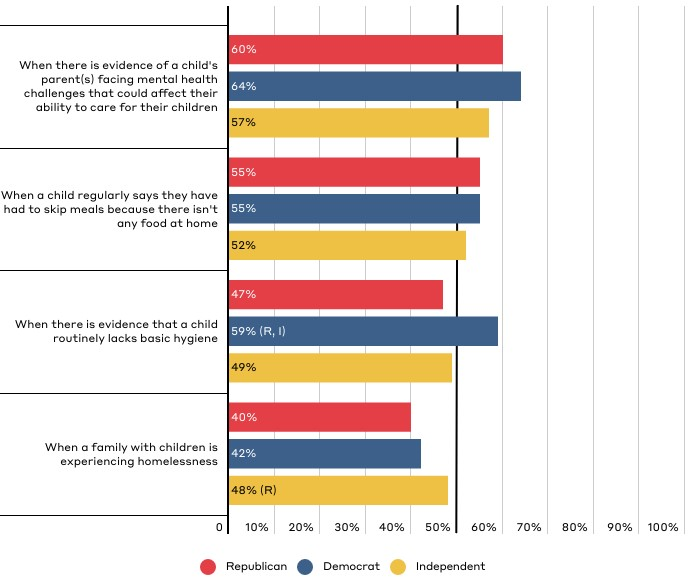 When there is evidence of a child's
parent(s) facing mental health
challenges that could affect their
ability to care for their children
60%
64%
57%
When a child regularly says they have
had to skip meals because there isn't
any food at home
55%
55%
52%
When there is evidence that a child
routinely lacks basic hygiene
47%
59% (R, I)
49%
When a family with children is
experiencing homelessness
40%
42%
48% (R)
0 10% 20% 30% 40% 50% 60% 70% 80% 90% 100%
Republican Democrat Independent